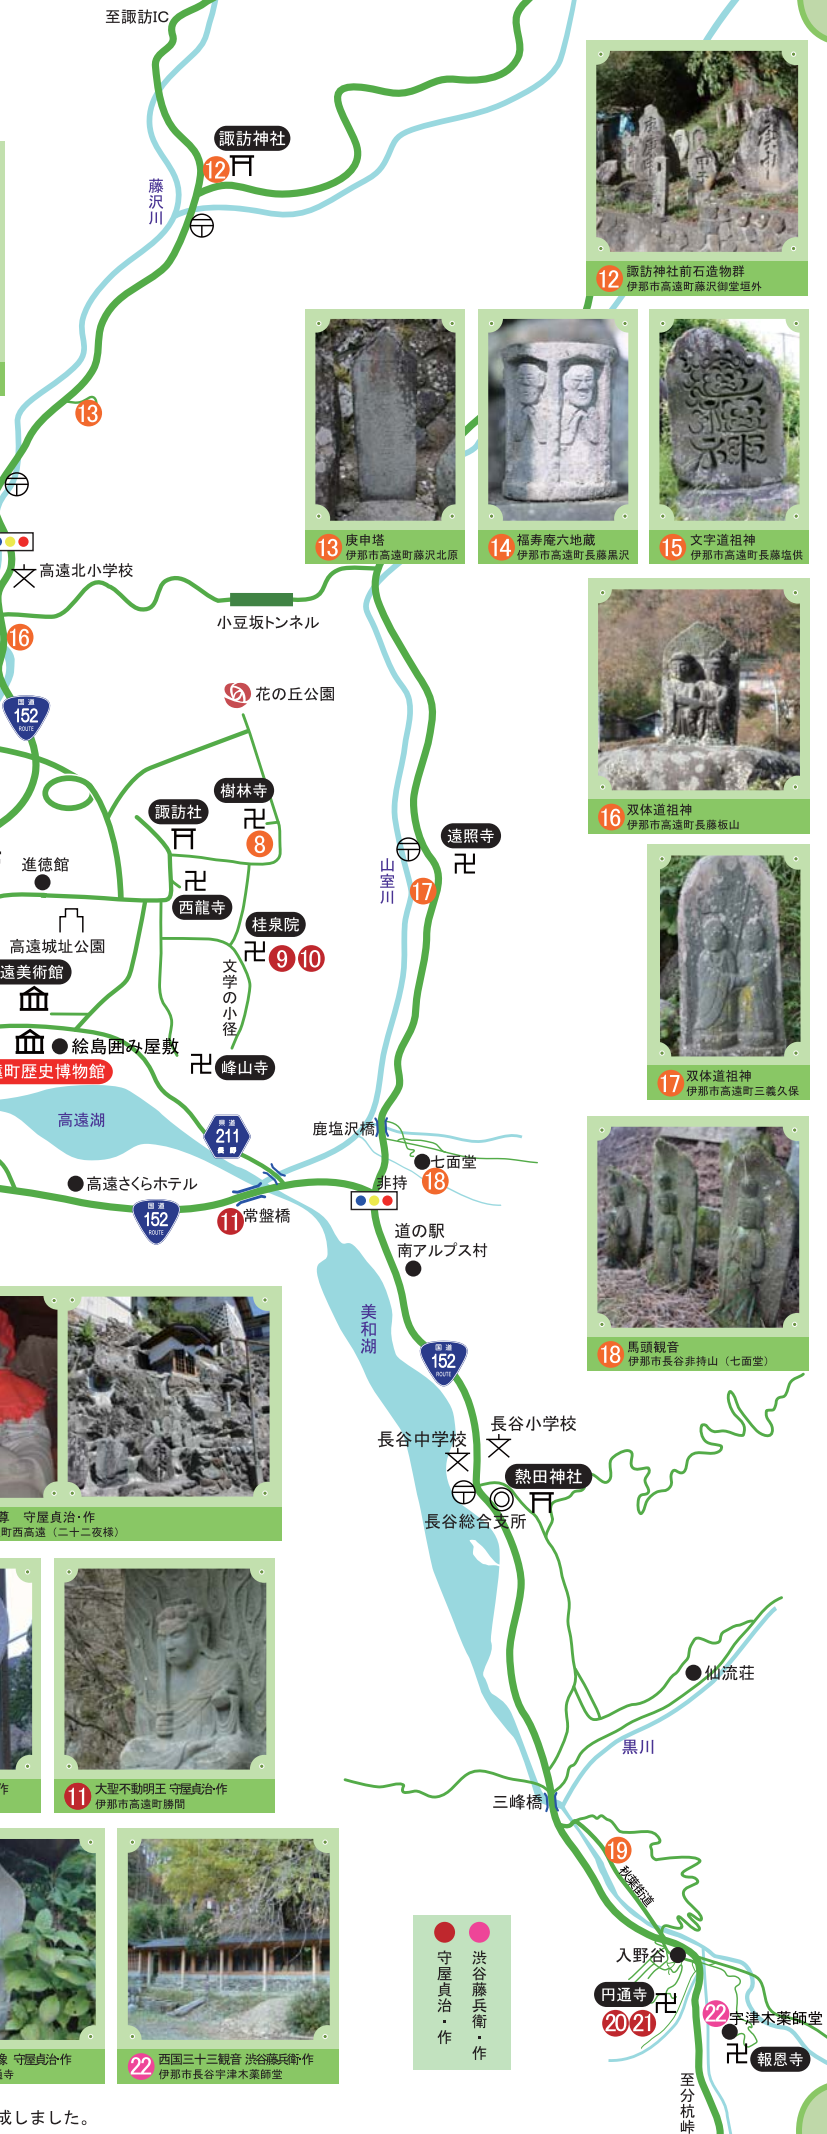 至諏訪IC
諏訪神社
12
藤沢川
12 諏訪神社前石造物群
伊那市高遠町藤沢御堂垣外
13
13 庚申塔
伊那市高遠町藤沢北原
14 福寿庵六地蔵
伊那市高遠町長藤黒沢
15 文字道祖神
伊那市高遠町長藤塩供
高遠北小学校
小豆坂トンネル
16
国道
152
ROUTE
花の丘公園
16 双体道祖神
伊那市高遠町長藤板山
樹林寺
諏訪社
8
遠照寺
進徳館
山室川
17
西龍寺
桂泉院
高遠城址公園
9 10
遠美術館
文学の小径
絵島囲み屋敷
町歴史博物館
峰山寺
17 双体道祖神
伊那市高遠町三義久保
高遠湖
県道
211
長野
鹿塩沢橋
七面堂
18
高遠さくらホテル
非持
国道
152
ROUTE
11 常盤橋
道の駅
南アルプス村
美和湖
18 馬頭観音
伊那市長谷非持山(七面堂)
国道
152
ROUTE
長谷小学校
長谷中学校
熱田神社
長谷総合支所
尊 守屋貞治・作
町西高遠(二十二夜様)
仙流荘
黒川
作
11 大聖不動明王 守屋貞治・作
伊那市高遠町勝間
三峰橋
19
秋葉街道
守屋貞治・作
渋谷藤兵衛・作
入野谷
円通寺
20 21
22 宇津木薬師堂
報恩寺
像 守屋貞治・作
寺
22 西国三十三観音 渋谷藤兵衛・作
伊那市長谷宇津木薬師堂
至分杭峠
成しました。